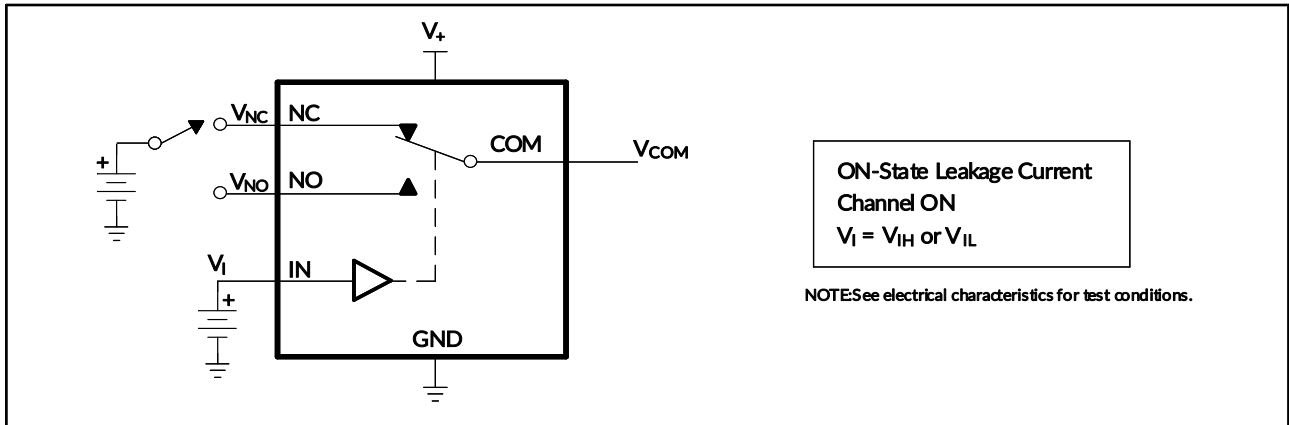 V+
VNC NC
COM
VCOM
+
VNO NO
VI IN
+
GND
ON-State Leakage Current
Channel ON
VI = VIH or VIL
NOTE:See electrical characteristics for test conditions.